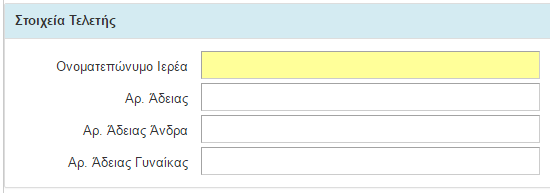 Στοιχεία Τελετής
Ονοματεπώνυμο Ιερέα
Αρ. Άδειας
Αρ. Άδειας Άνδρα
Αρ. Άδειας Γυναίκας